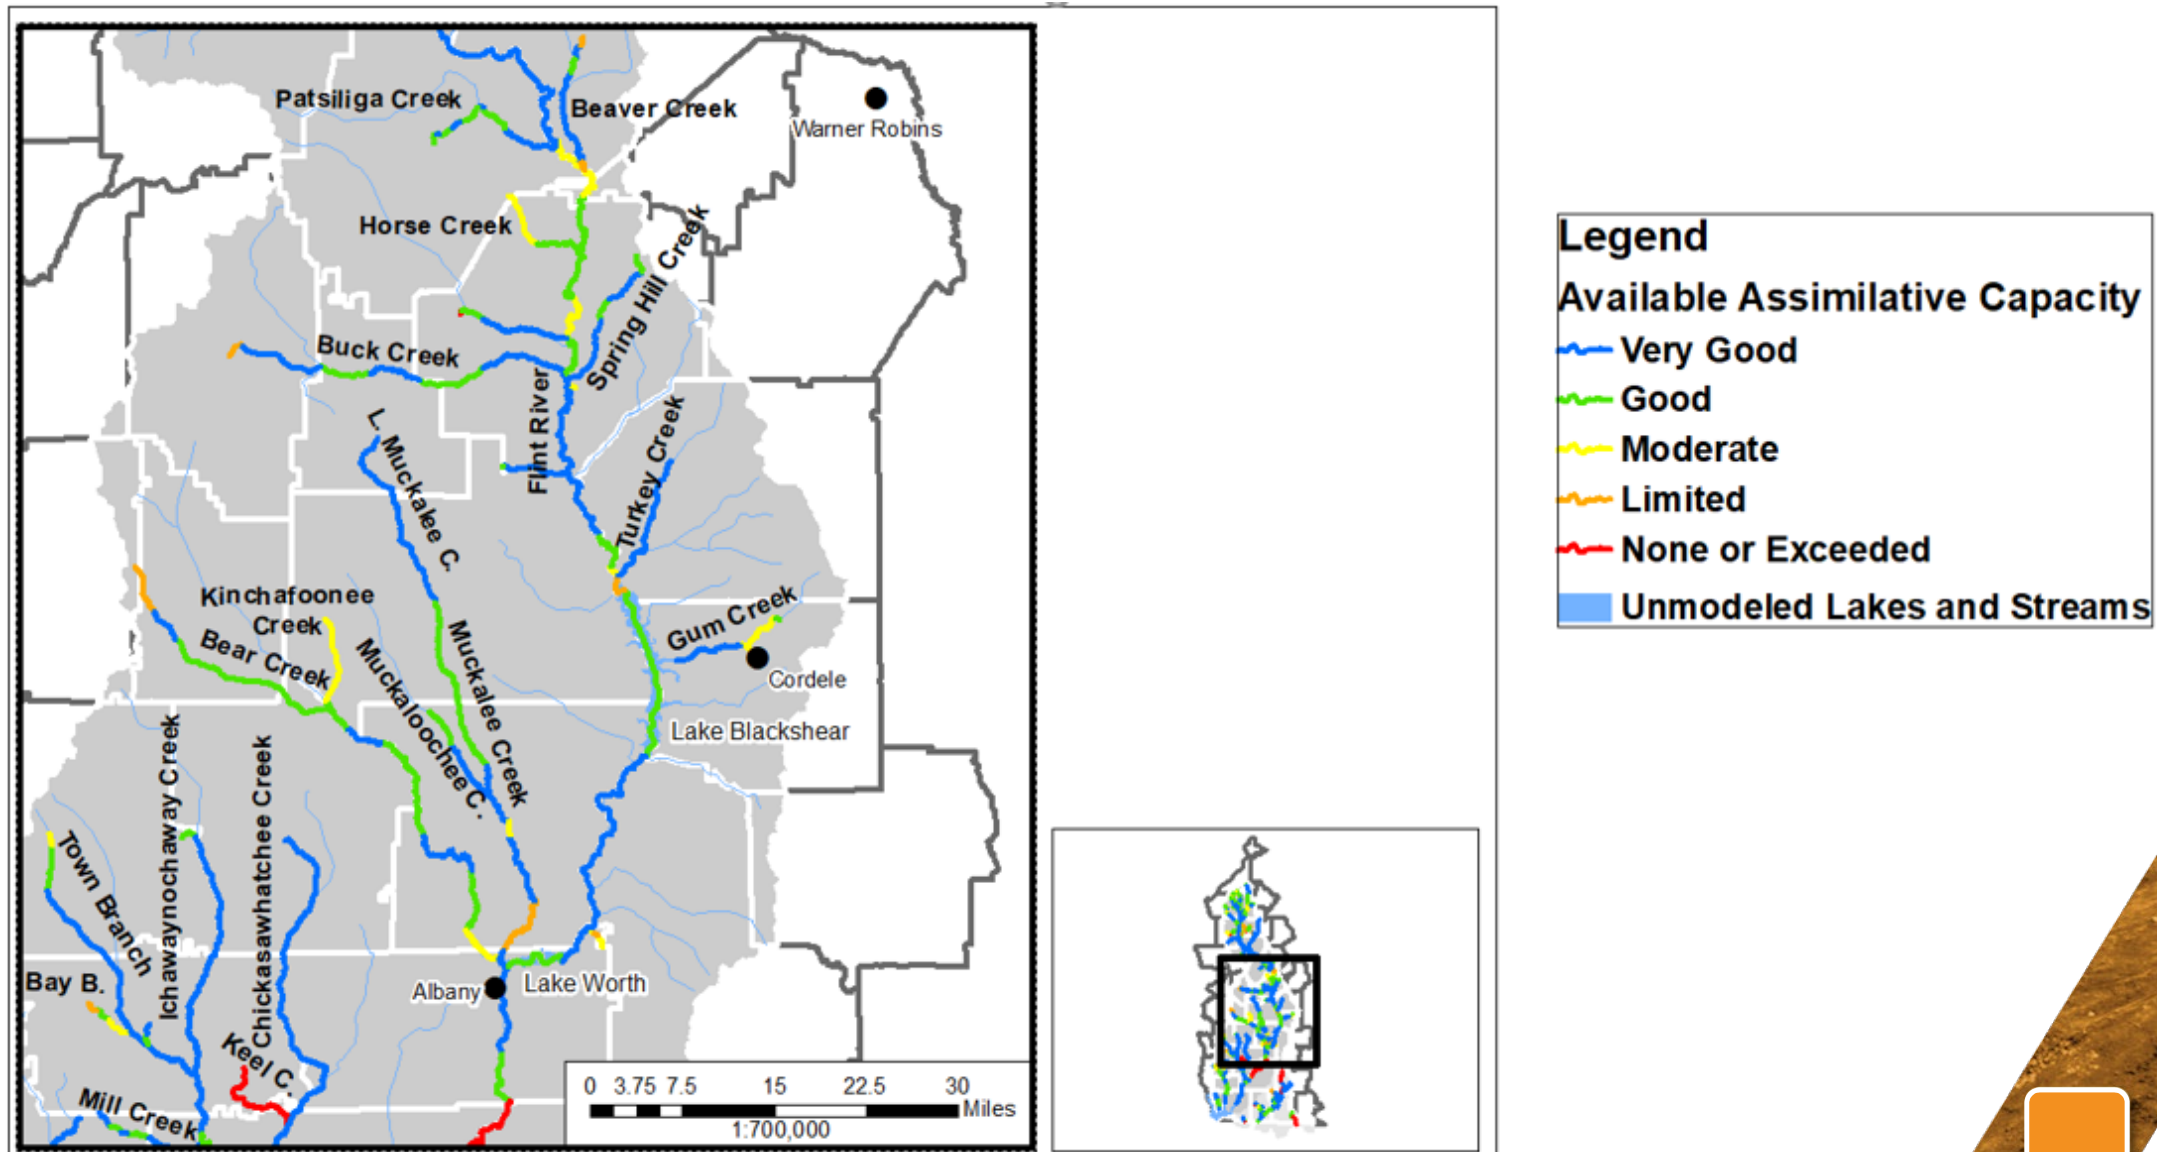 Patsiliga Creek
Beaver Creek
Warner Robins
Horse Creek
Spring Hill Creek
Buck Creek
Flint River
L. Muckalee C.
Turkey Creek
Kinchafoonee
Creek
Bear Creek
Gum Creek
Cordele
Muckaloochee C.
Muckalee Creek
Lake Blackshear
Ichawaynochaway Creek
Chickasawhatchee Creek
Town Branch
Bay B.
Albany
Lake Worth
Keel C.
Mill Creek
0 3.75 7.5 15 22.5 30
Miles
1:700,000
Legend
Available Assimilative Capacity
Very Good
Good
Moderate
Limited
None or Exceeded
Unmodeled Lakes and Streams